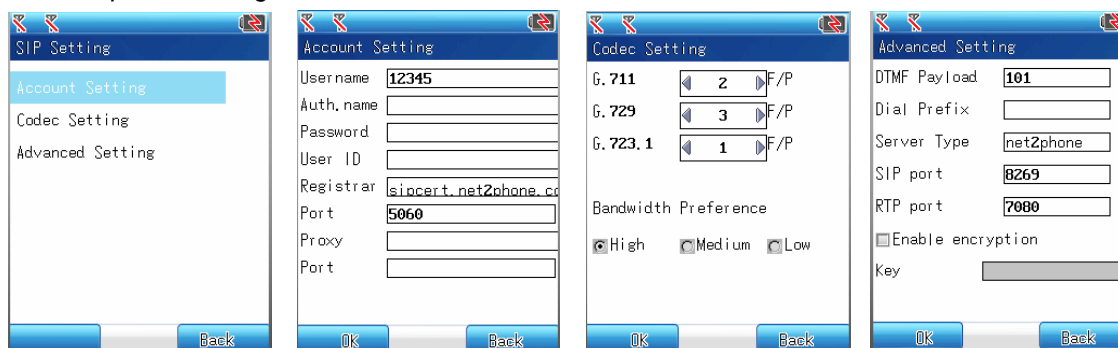 SIP Setting
Account Setting
Codec Setting
Advanced Setting
Back
Account Setting
Username 12345
Auth.name
Password
User ID
Registrar sipcert.net2phone.co
Port 5060
Proxy
Port
OK Back
Codec Setting
G.711 2 F/P
G.729 3 F/P
G.723.1 1 F/P
Bandwidth Preference
High Medium Low
OK Back
Advanced Setting
DTMF Payload 101
Dial Prefix
Server Type net2phone
SIP port 8269
RTP port 7080
Enable encryption
Key
OK Back